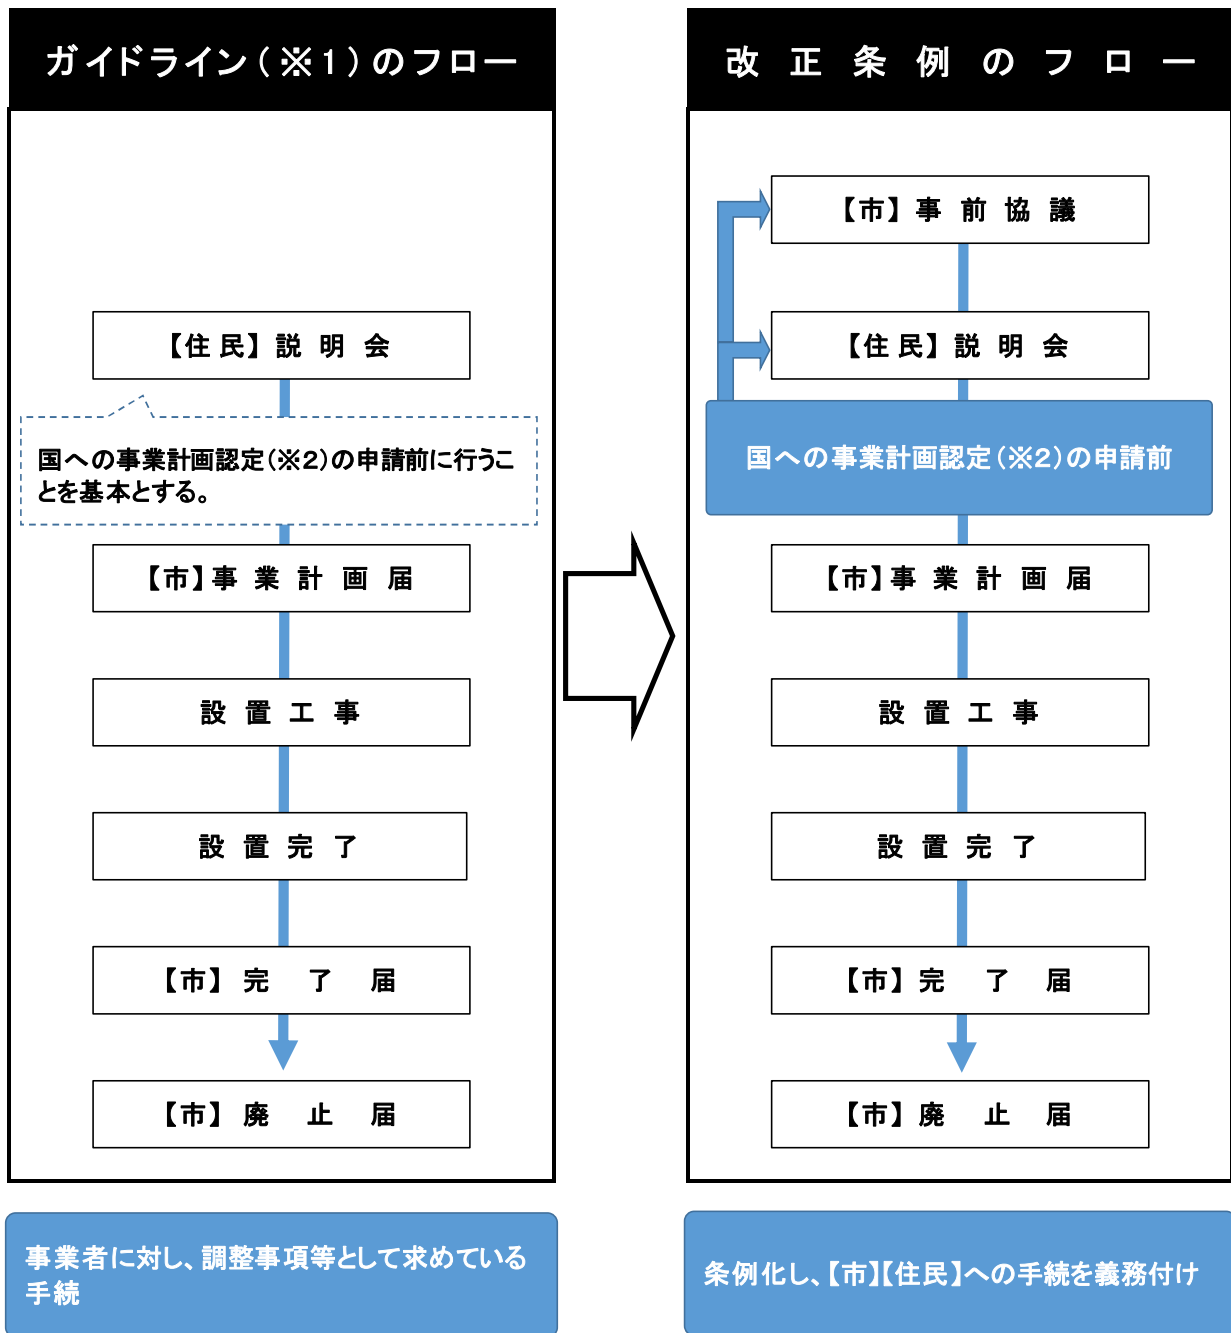 ガイドライン(※1)のフロー
【住民】説明会
国への事業計画認定(※2)の申請前に行うこ
とを基本とする。
【市】事業計画届
設置工事
設置完了
【市】完了届
【市】廃止届
事業者に対し、調整事項等として求めている
手続
改正条例のフロー
【市】事前協議
【住民】説明会
国への事業計画認定(※2)の申請前
【市】事業計画届
設置工事
設置完了
【市】完了届
【市】廃止届
条例化し、【市】【住民】への手続を義務付け